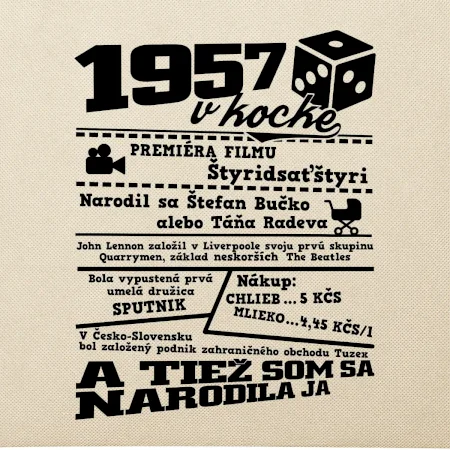 1957
v kocke
PREMIÉRA FILMU
Štyridsaťštyri
Narodil sa Štefan Bučko
alebo Táňa Radeva
John Lennon založil v Liverpoole svoju prvú skupinu
Quarrymen, základ neskorších The Beatles
Bola vypustená prvá
umelá družica
SPUTNIK
Nákup:
CHLIEB ... 5 KČS
MLIEKO...4,45 KČS/l
V Česko-Slovensku
bol založený podnik zahraničného obchodu Tuzex
A TIEŽ SOM SA
NARODILA JA